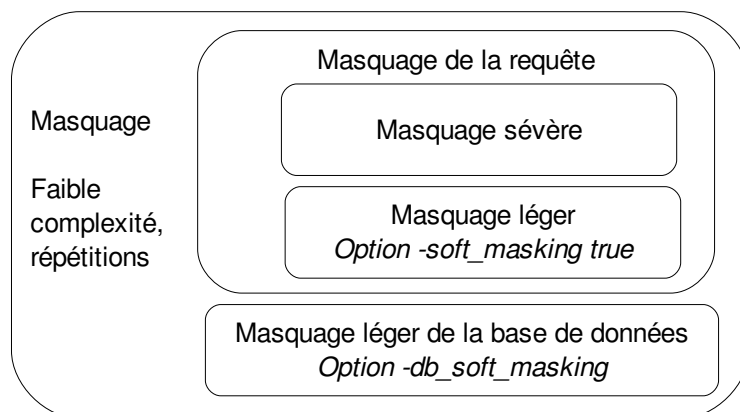 Masquage
Faible
complexité,
répétitions
Masquage de la requête
Masquage sévère
Masquage léger
Option -soft_masking true
Masquage léger de la base de données
Option -db_soft_masking